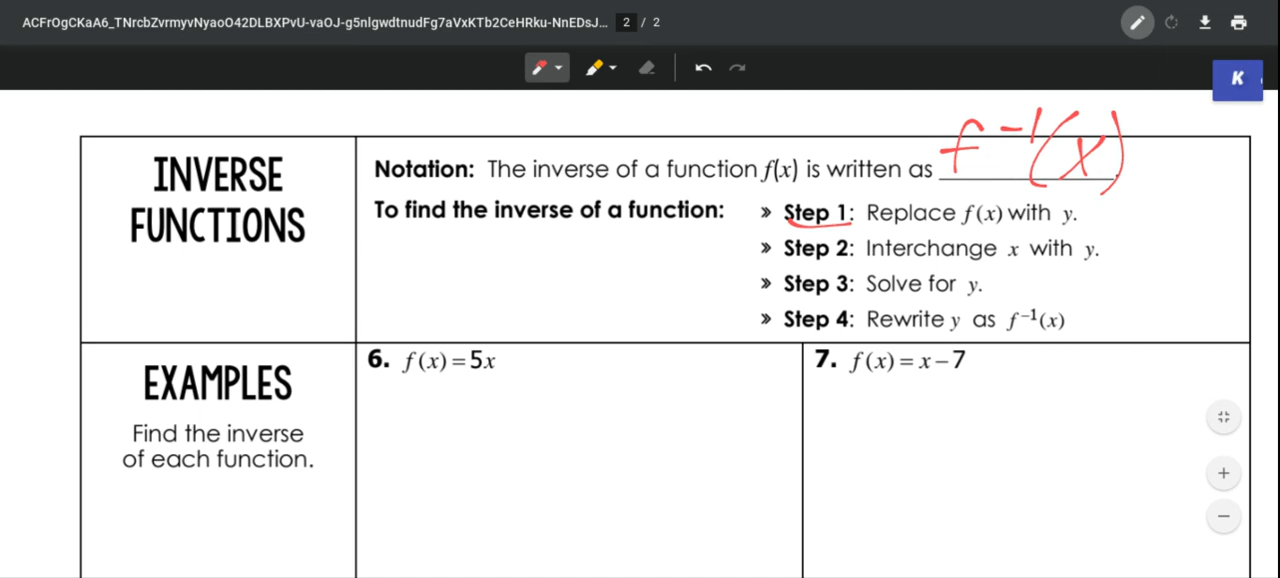 ACFrOgCKaA6_TNrcbZvrmyvNyaoO42DLBXPvU-vaOJ-g5nlgwdtnudFg7aVxKTb2CeHRku-NnEDsJ... 2 / 2
K
INVERSE FUNCTIONS
Notation: The inverse of a function f(x) is written as f⁻¹(x).
To find the inverse of a function:
» Step 1: Replace f(x) with y.
» Step 2: Interchange x with y.
» Step 3: Solve for y.
» Step 4: Rewrite y as f⁻¹(x)
EXAMPLES
Find the inverse
of each function.
6. f(x) = 5x
7. f(x) = x – 7